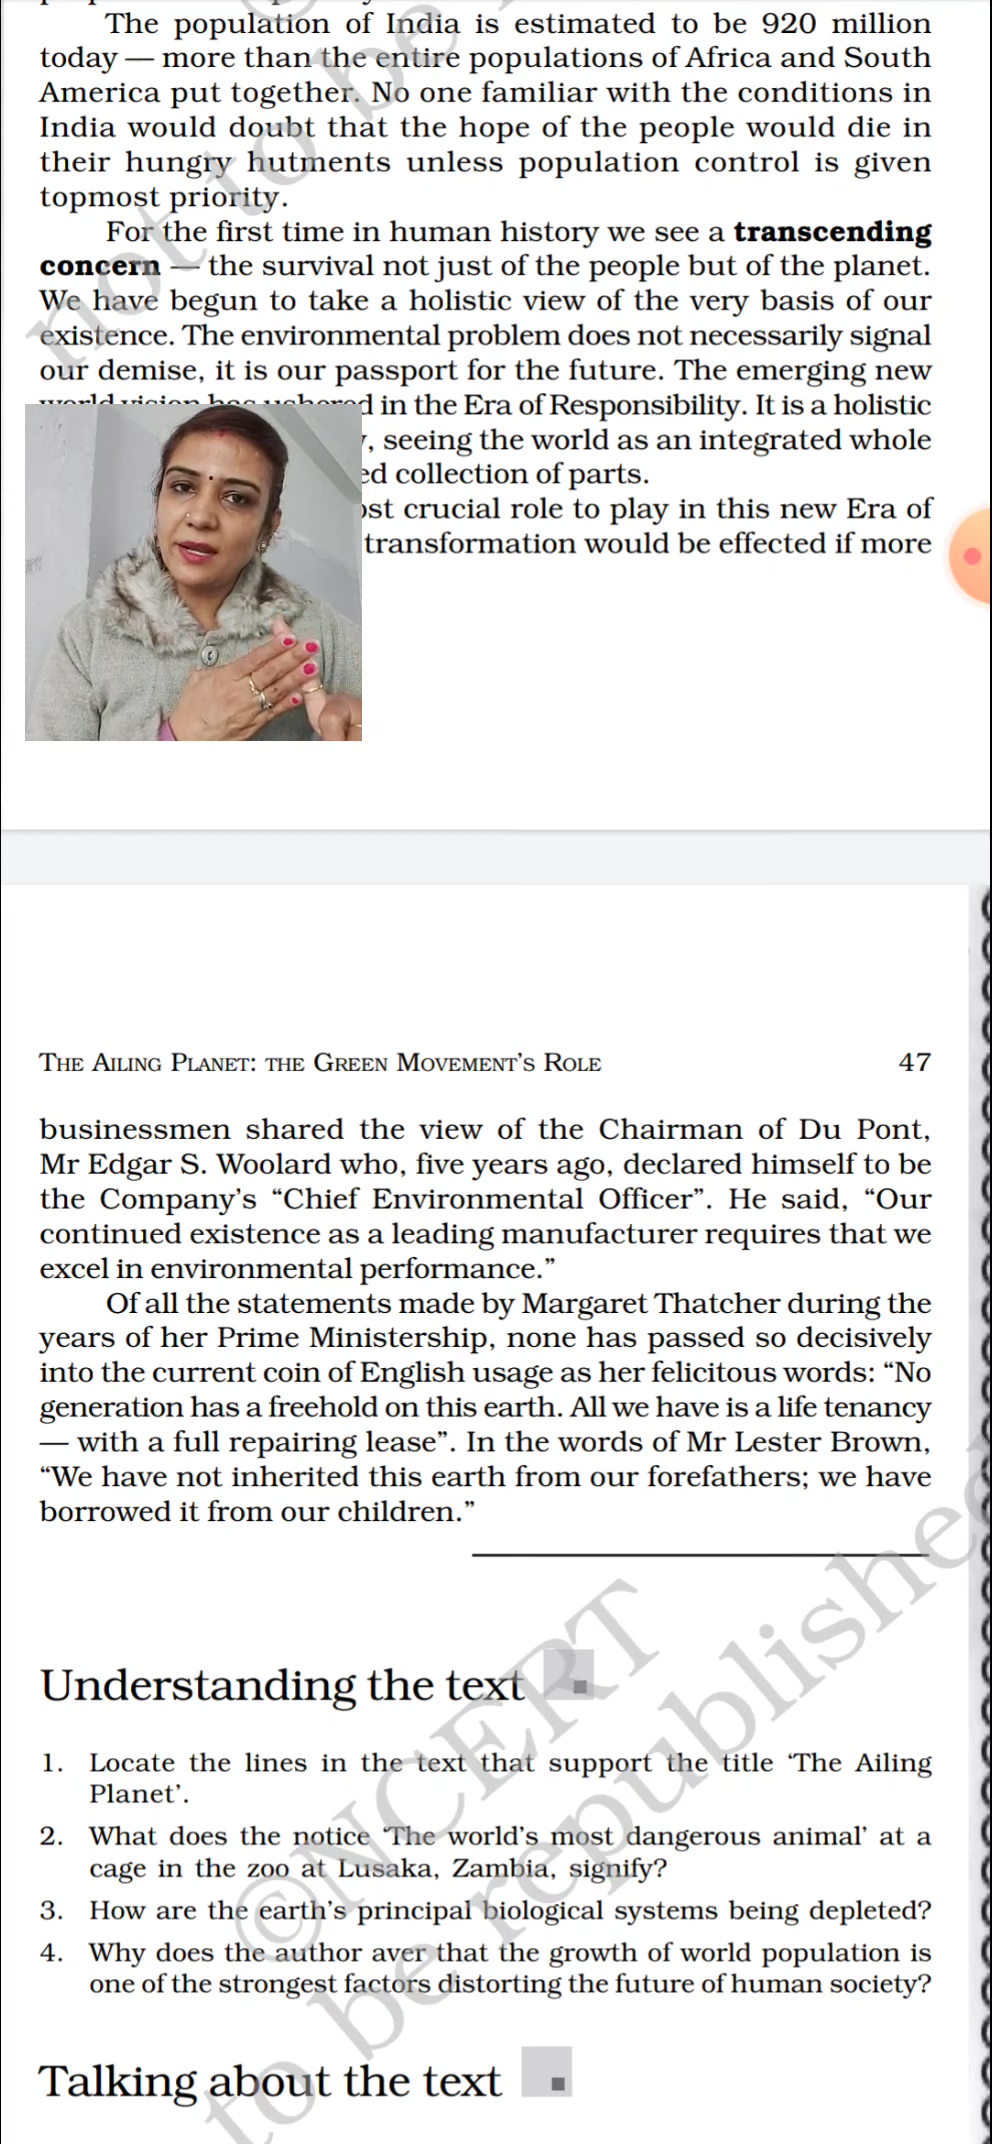 The population of India is estimated to be 920 million
today — more than the entire populations of Africa and South
America put together. No one familiar with the conditions in
India would doubt that the hope of the people would die in
their hungry hutments unless population control is given
topmost priority.
For the first time in human history we see a transcending
concern — the survival not just of the people but of the planet.
We have begun to take a holistic view of the very basis of our
existence. The environmental problem does not necessarily signal
our demise, it is our passport for the future. The emerging new
world vision has ushered in the Era of Responsibility. It is a holistic
, seeing the world as an integrated whole
ed collection of parts.
ost crucial role to play in this new Era of
transformation would be effected if more
THE AILING PLANET: THE GREEN MOVEMENT'S ROLE 47
businessmen shared the view of the Chairman of Du Pont,
Mr Edgar S. Woolard who, five years ago, declared himself to be
the Company's “Chief Environmental Officer”. He said, “Our
continued existence as a leading manufacturer requires that we
excel in environmental performance.”
Of all the statements made by Margaret Thatcher during the
years of her Prime Ministership, none has passed so decisively
into the current coin of English usage as her felicitous words: “No
generation has a freehold on this earth. All we have is a life tenancy
— with a full repairing lease”. In the words of Mr Lester Brown,
“We have not inherited this earth from our forefathers; we have
borrowed it from our children.”
Understanding the text
1. Locate the lines in the text that support the title ‘The Ailing
Planet’.
2. What does the notice ‘The world’s most dangerous animal’ at a
cage in the zoo at Lusaka, Zambia, signify?
3. How are the earth’s principal biological systems being depleted?
4. Why does the author aver that the growth of world population is
one of the strongest factors distorting the future of human society?
Talking about the text
not to be
©NCERT
to be republished